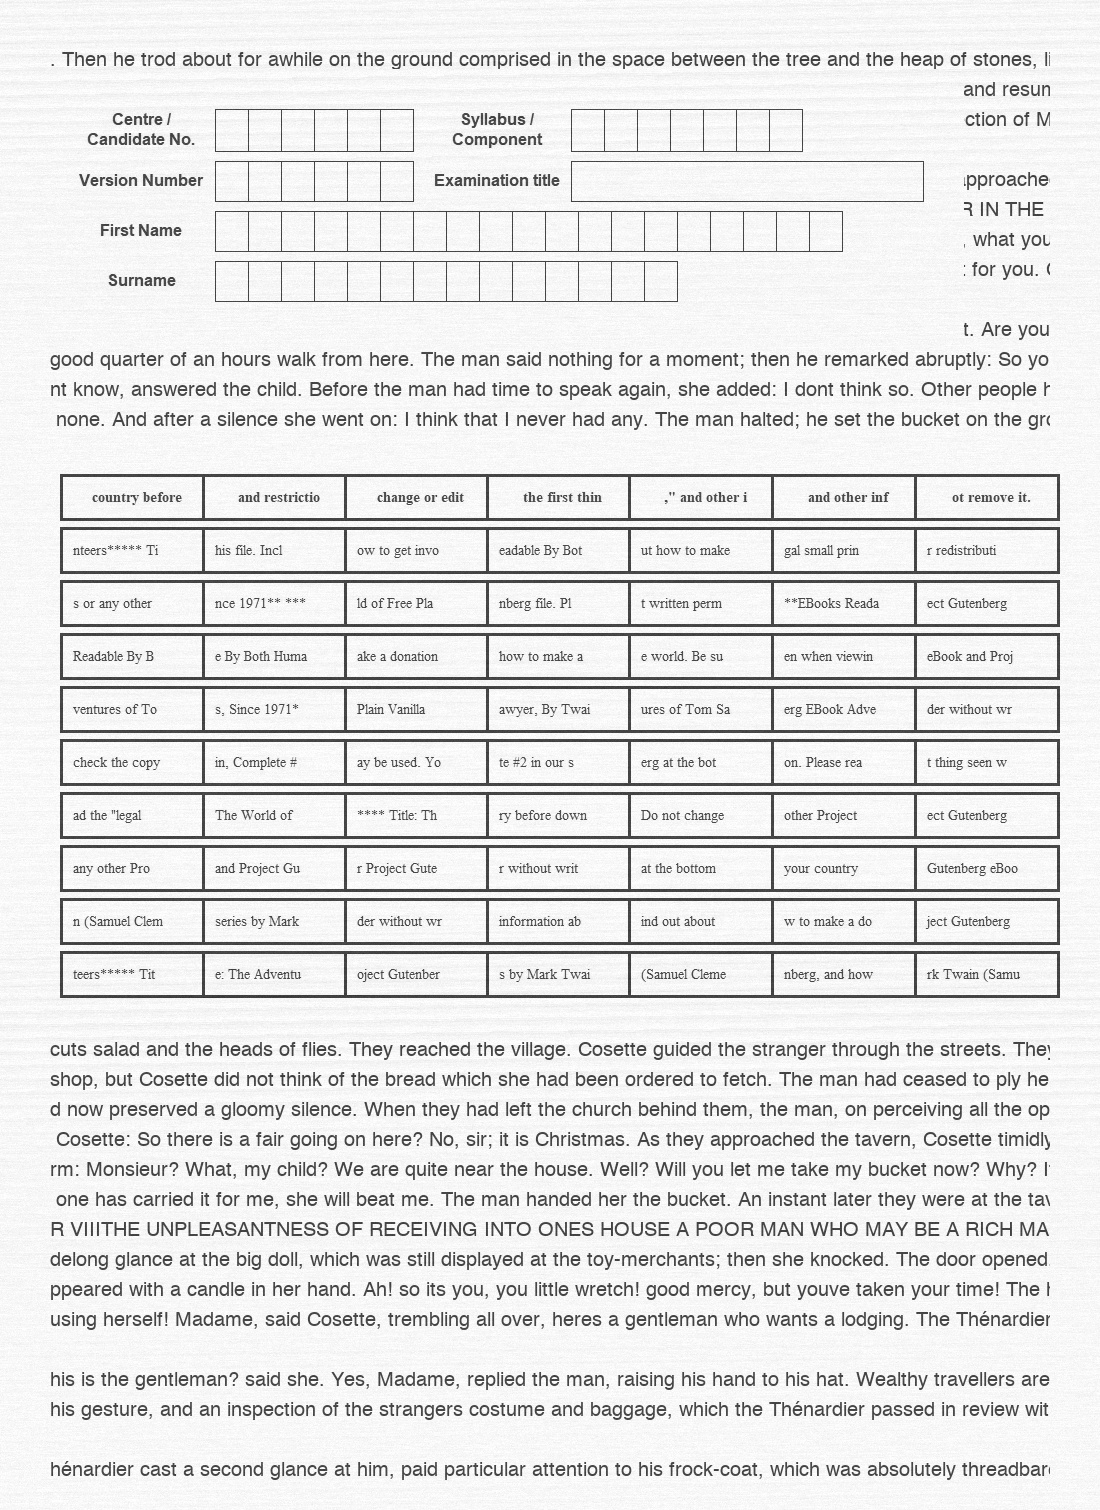 . Then he trod about for awhile on the ground comprised in the space between the tree and the heap of stones,
and resum
ction of M
Centre / Candidate No. Syllabus / Component
pproache
Version Number Examination title
R IN THE
First Name , what you
for you.
Surname
t. Are you
good quarter of an hours walk from here. The man said nothing for a moment; then he remarked abruptly: So yo
nt know, answered the child. Before the man had time to speak again, she added: I dont think so. Other people h
none. And after a silence she went on: I think that I never had any. The man halted; he set the bucket on the gro
country before and restrictio change or edit the first thin ," and other i and other inf ot remove it.
nteers***** Ti his file. Incl ow to get invo eadable By Bot ut how to make gal small prin r redistributi
s or any other nce 1971** *** ld of Free Pla nberg file. Pl t written perm **EBooks Reada ect Gutenberg
Readable By B e By Both Huma ake a donation how to make a e world. Be su en when viewin eBook and Proj
ventures of To s, Since 1971* Plain Vanilla awyer, By Twai ures of Tom Sa erg EBook Adve der without wr
check the copy in, Complete # ay be used. Yo te #2 in our s erg at the bot on. Please rea t thing seen w
ad the "legal The World of **** Title: Th ry before down Do not change other Project ect Gutenberg
any other Pro and Project Gu r Project Gute r without writ at the bottom your country Gutenberg eBoo
n (Samuel Clem series by Mark der without wr information ab ind out about w to make a do ject Gutenberg
teers***** Tit e: The Adventu oject Gutenber s by Mark Twai (Samuel Cleme nberg, and how rk Twain (Samu
cuts salad and the heads of flies. They reached the village. Cosette guided the stranger through the streets. They
shop, but Cosette did not think of the bread which she had been ordered to fetch. The man had ceased to ply he
d now preserved a gloomy silence. When they had left the church behind them, the man, on perceiving all the op
Cosette: So there is a fair going on here? No, sir; it is Christmas. As they approached the tavern, Cosette timidly
rm: Monsieur? What, my child? We are quite near the house. Well? Will you let me take my bucket now? Why? I
one has carried it for me, she will beat me. The man handed her the bucket. An instant later they were at the tav
R VIIITHE UNPLEASANTNESS OF RECEIVING INTO ONES HOUSE A POOR MAN WHO MAY BE A RICH MA
delong glance at the big doll, which was still displayed at the toy-merchants; then she knocked. The door opened
ppeared with a candle in her hand. Ah! so its you, you little wretch! good mercy, but youve taken your time! The h
using herself! Madame, said Cosette, trembling all over, heres a gentleman who wants a lodging. The Thénardier
his is the gentleman? said she. Yes, Madame, replied the man, raising his hand to his hat. Wealthy travellers are
his gesture, and an inspection of the strangers costume and baggage, which the Thénardier passed in review wit
hénardier cast a second glance at him, paid particular attention to his frock-coat, which was absolutely threadbare